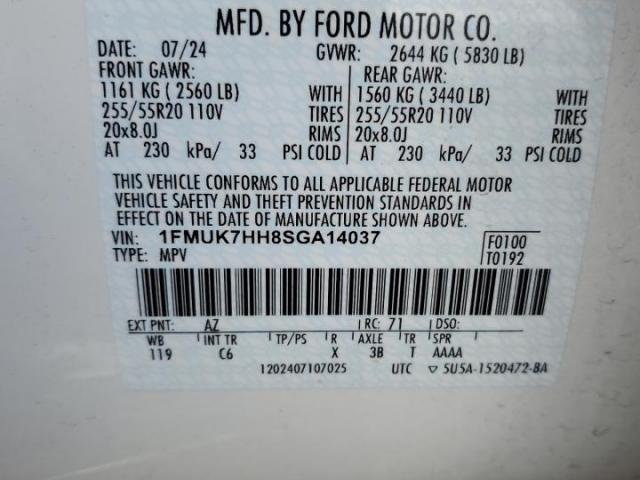 MFD. BY FORD MOTOR CO.
DATE: 07/24 GVWR: 2644 KG ( 5830 LB)
FRONT GAWR: REAR GAWR:
1161 KG ( 2560 LB) WITH 1560 KG ( 3440 LB) WITH
255/55R20 110V TIRES 255/55R20 110V TIRES
20x8.0J RIMS 20x8.0J RIMS
AT 230 kPa/ 33 PSI COLD AT 230 kPa/ 33 PSI COLD
THIS VEHICLE CONFORMS TO ALL APPLICABLE FEDERAL MOTOR
VEHICLE SAFETY AND THEFT PREVENTION STANDARDS IN
EFFECT ON THE DATE OF MANUFACTURE SHOWN ABOVE.
VIN: 1FMUK7HH8SGA14037 F0100
TYPE: MPV T0192
EXT PNT: AZ RC: 71 DSO:
WB INT TR TP/PS R AXLE TR SPR
119 C6 X 3B T AAAA
1202407107025 UTC ▽ 5U5A-1520472-BA